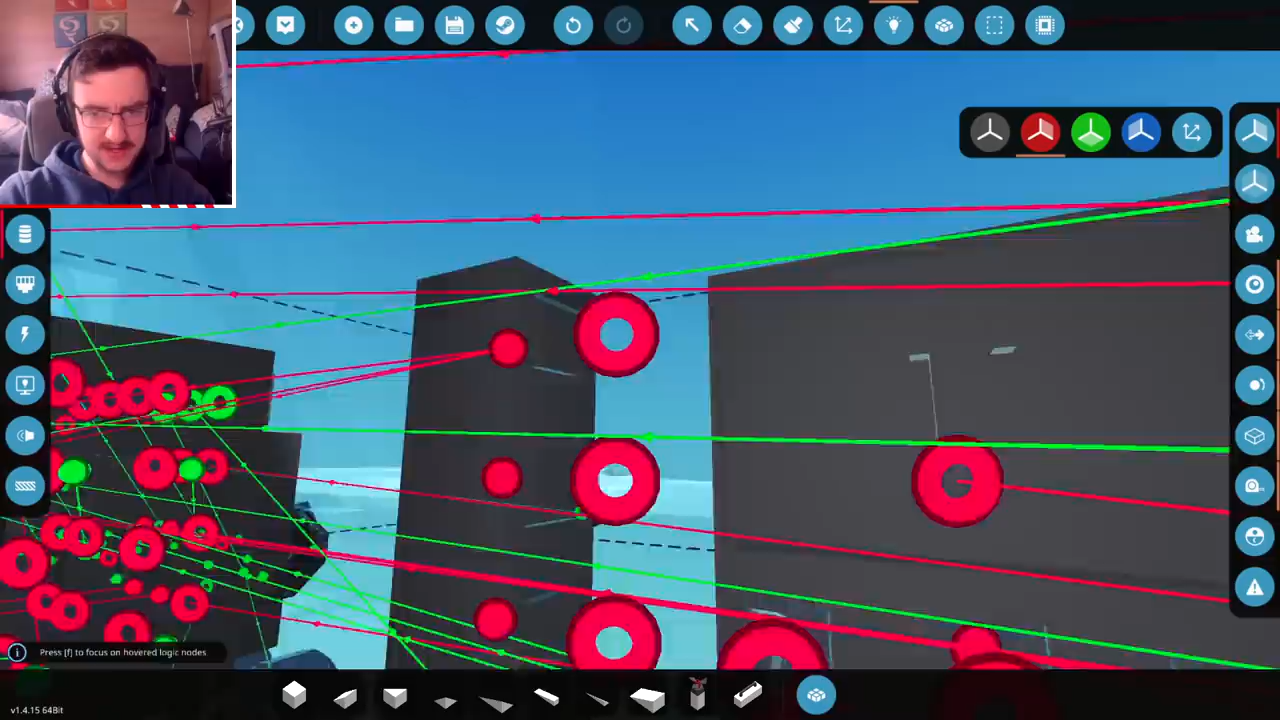 Press [f] to focus on hovered logic nodes
v1.4.15 64Bit